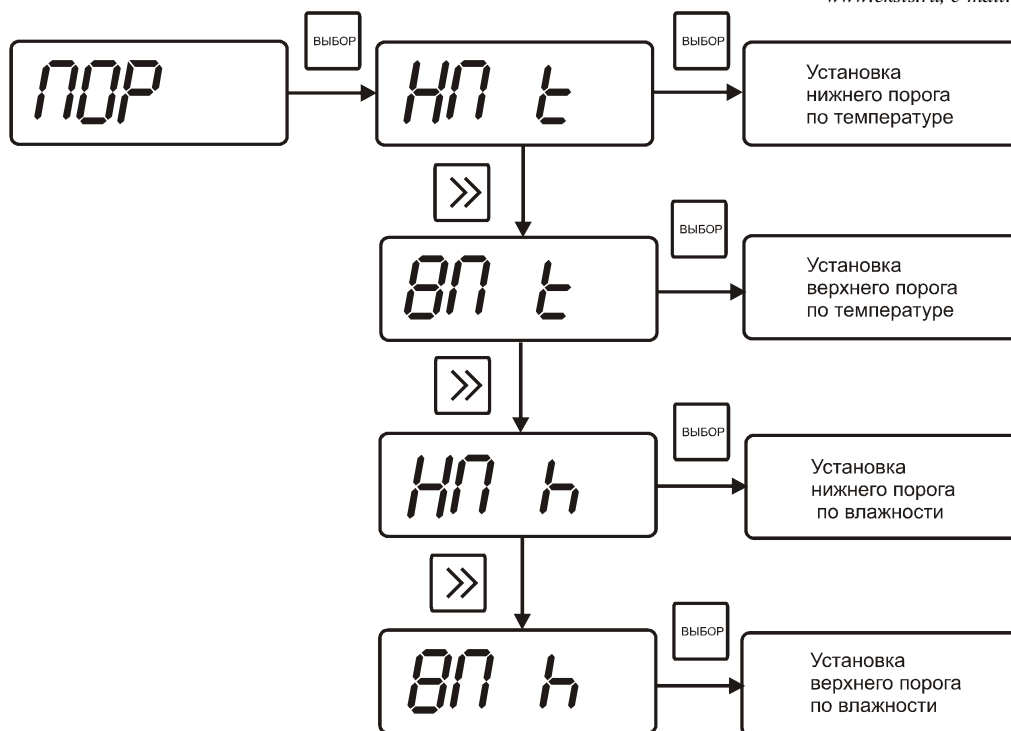 ВЫБОР
ВЫБОР
ПОР
НП t
Установка
нижнего порога
по температуре
>>
ВЫБОР
ВП t
Установка
верхнего порога
по температуре
>>
ВЫБОР
НП h
Установка
нижнего порога
по влажности
>>
ВЫБОР
ВП h
Установка
верхнего порога
по влажности